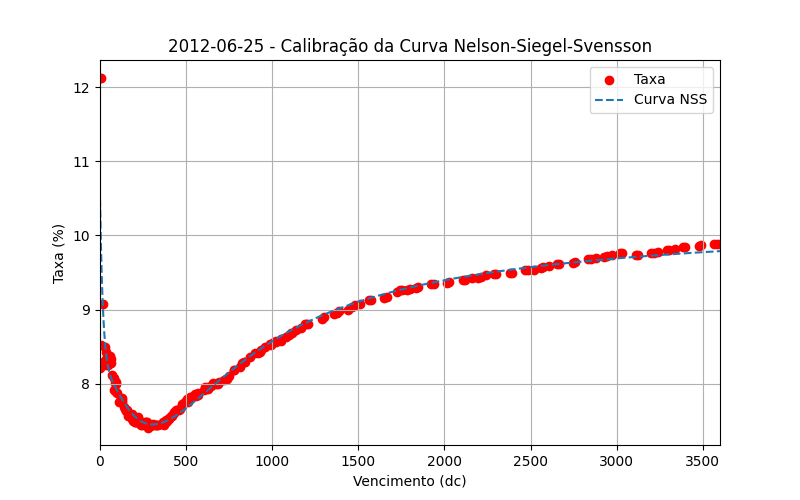 2012-06-25 - Calibração da Curva Nelson-Siegel-Svensson
Taxa
Curva NSS
Taxa (%)
12
11
10
9
8
0 500 1000 1500 2000 2500 3000 3500
Vencimento (dc)